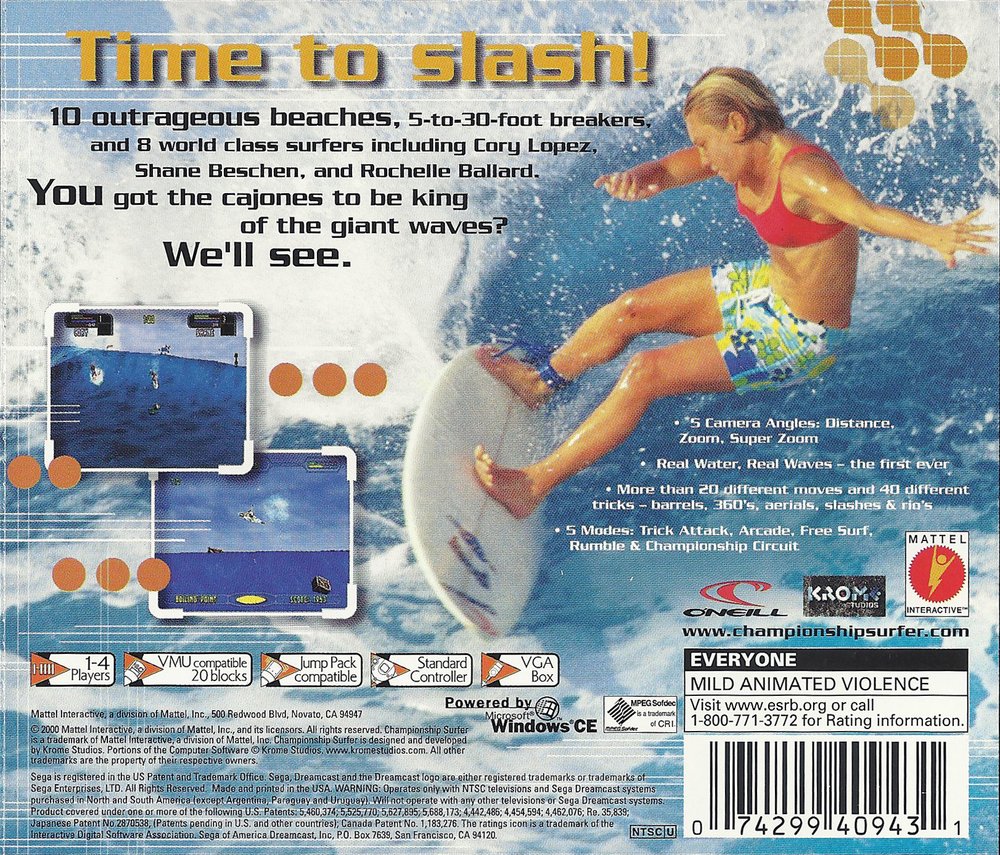 Time to slash!
10 outrageous beaches, 5-to-30-foot breakers,
and 8 world class surfers including Cory Lopez,
Shane Beschen, and Rochelle Ballard.
You got the cajones to be king
of the giant waves?
We'll see.
• 5 Camera Angles: Distance,
Zoom, Super Zoom
• Real Water, Real Waves – the first ever
• More than 20 different moves and 40 different
tricks – barrels, 360's, aerials, slashes & rio's
• 5 Modes: Trick Attack, Arcade, Free Surf,
Rumble & Championship Circuit
BOILING POINT SCORE: 1853
MATTEL
INTERACTIVE™
O'NEILL
KROME
STUDIOS
www.championshipsurfer.com
1-4
Players
VMU compatible
20 blocks
Jump Pack
compatible
Standard
Controller
VGA
Box
EVERYONE
MILD ANIMATED VIOLENCE
Visit www.esrb.org or call
1-800-771-3772 for Rating information.
Powered by
Microsoft®
Windows® CE
MPEG Sofdec
is a trademark
of CRI.
MPEG Sofdec
Mattel Interactive, a division of Mattel, Inc., 500 Redwood Blvd, Novato, CA 94947
© 2000 Mattel Interactive, a division of Mattel, Inc., and its licensors. All rights reserved. Championship Surfer
is a trademark of Mattel Interactive, a division of Mattel, Inc. Championship Surfer is designed and developed
by Krome Studios. Portions of the Computer Software © Krome Studios. www.kromestudios.com. All other
trademarks are the property of their respective owners.
Sega is registered in the US Patent and Trademark Office. Sega, Dreamcast and the Dreamcast logo are either registered trademarks or trademarks of
Sega Enterprises, LTD. All Rights Reserved. Made and printed in the USA. WARNING: Operates only with NTSC televisions and Sega Dreamcast systems
purchased in North and South America (except Argentina, Paraguay and Uruguay). Will not operate with any other televisions or Sega Dreamcast systems.
Product covered under one or more of the following U.S. Patents: 5,460,374; 5,525,770; 5,627,895; 5,688,173; 4,442,486; 4,454,594; 4,462,076; Re. 35,839;
Japanese Patent No. 2870538, (Patents pending in U.S. and other countries); Canada Patent No. 1,183,276. The ratings icon is a trademark of the
Interactive Digital Software Association. Sega of America Dreamcast, Inc, P.O. Box 7639, San Francisco, CA 94120.
NTSC U
0 74299 40943 1